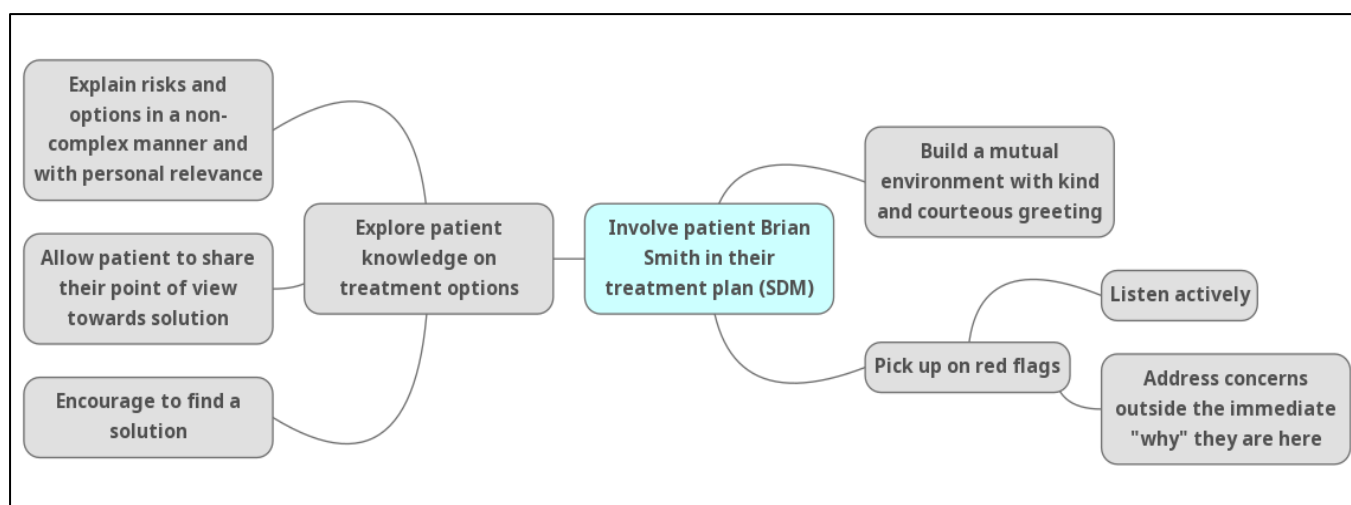 Explain risks and
options in a non-
complex manner and
with personal relevance
Allow patient to share
their point of view
towards solution
Encourage to find a
solution
Explore patient
knowledge on
treatment options
Involve patient Brian
Smith in their
treatment plan (SDM)
Build a mutual
environment with kind
and courteous greeting
Pick up on red flags
Listen actively
Address concerns
outside the immediate
"why" they are here